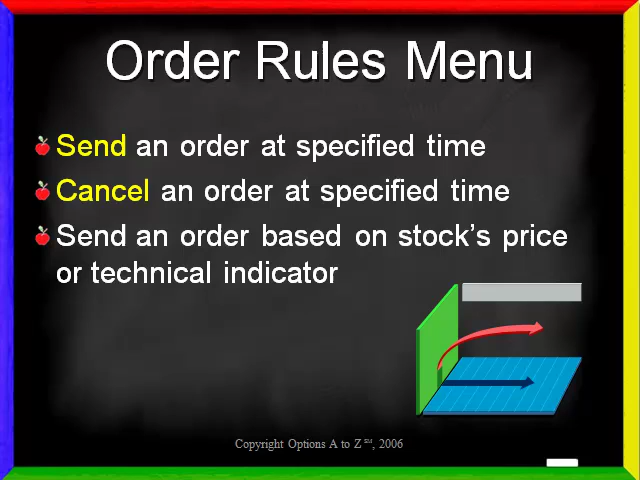 Order Rules Menu
Send an order at specified time
Cancel an order at specified time
Send an order based on stock’s price
or technical indicator
Copyright Options A to Z ℠, 2006